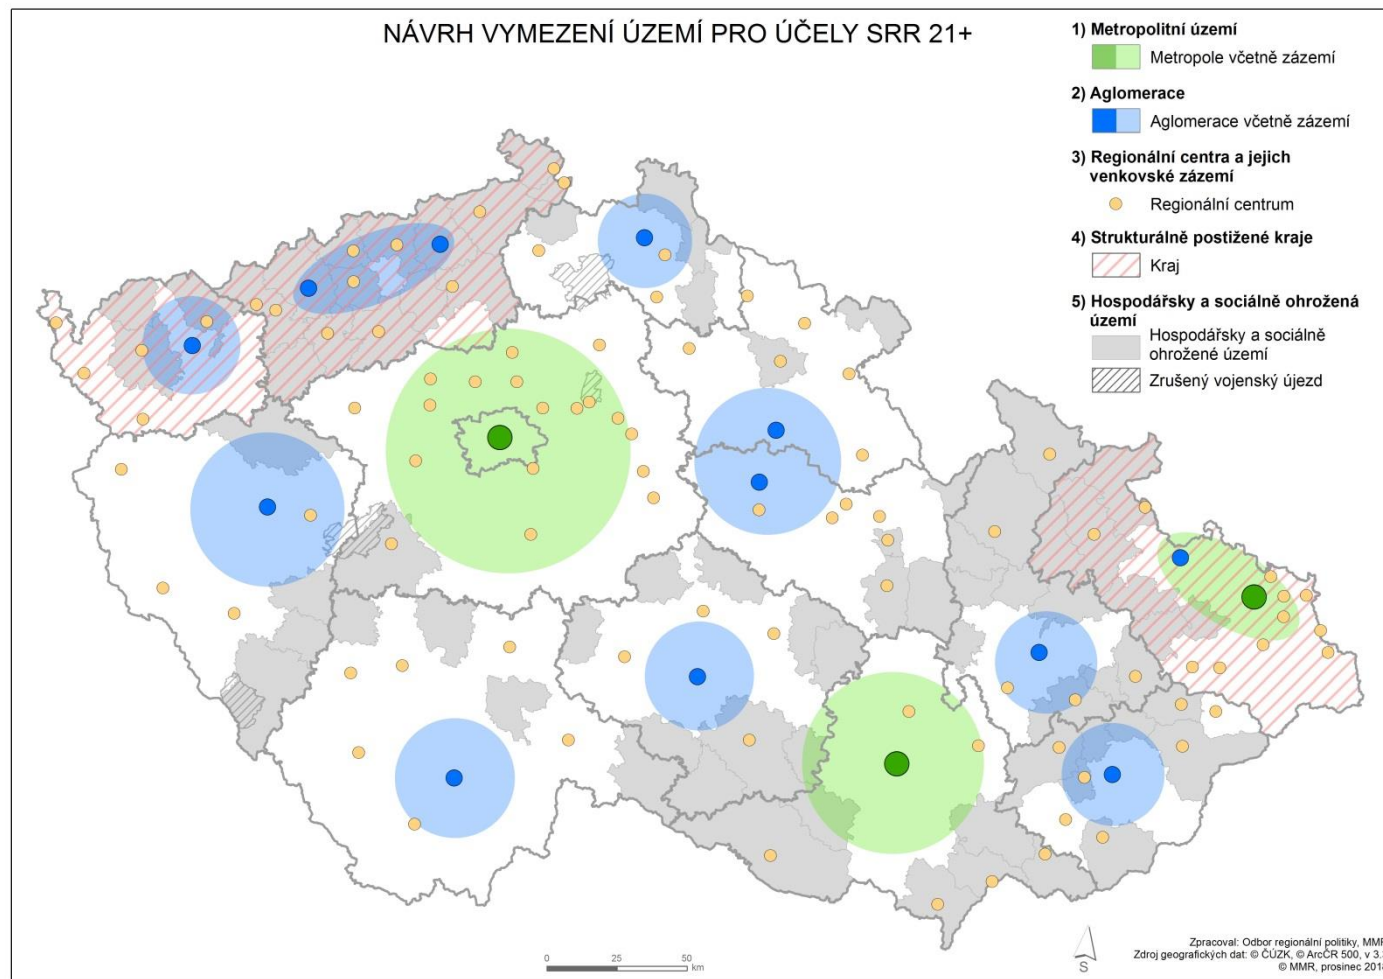 NÁVRH VYMEZENÍ ÚZEMÍ PRO ÚČELY SRR 21+
1) Metropolitní území
Metropole včetně zázemí
2) Aglomerace
Aglomerace včetně zázemí
3) Regionální centra a jejich
venkovské zázemí
Regionální centrum
4) Strukturálně postižené kraje
Kraj
5) Hospodářsky a sociálně ohrožená
území
Hospodářsky a sociálně
ohrožené území
Zrušený vojenský újezd
0 25 50
km
S
Zpracoval: Odbor regionální politiky, MMR
Zdroj geografických dat: © ČÚZK, © ArcČR 500, v 3.
© MMR, prosinec 2018